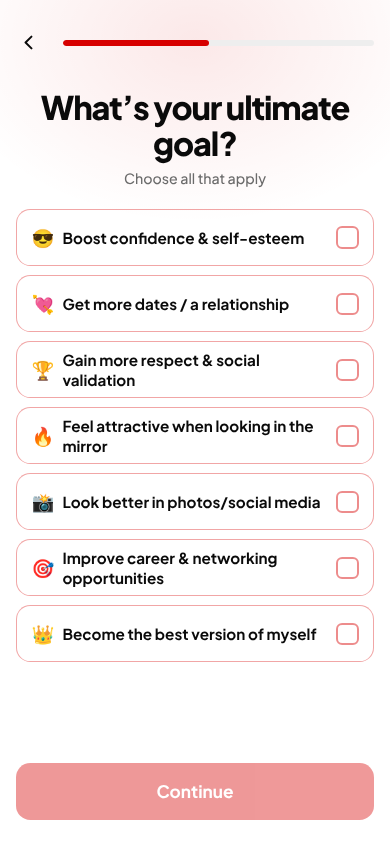 What’s your ultimate
goal?
Choose all that apply
Boost confidence & self-esteem
Get more dates / a relationship
Gain more respect & social
validation
Feel attractive when looking in the
mirror
Look better in photos/social media
Improve career & networking
opportunities
Become the best version of myself
Continue